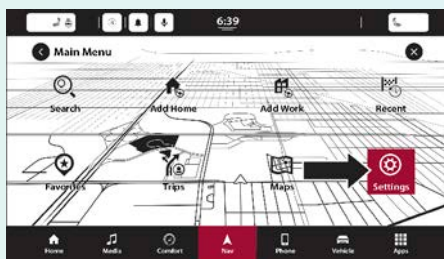 6:39
Main Menu
Search Add Home Add Work Recent
Favorites Trips Maps Settings
Home Media Comfort Nav Phone Vehicle Apps